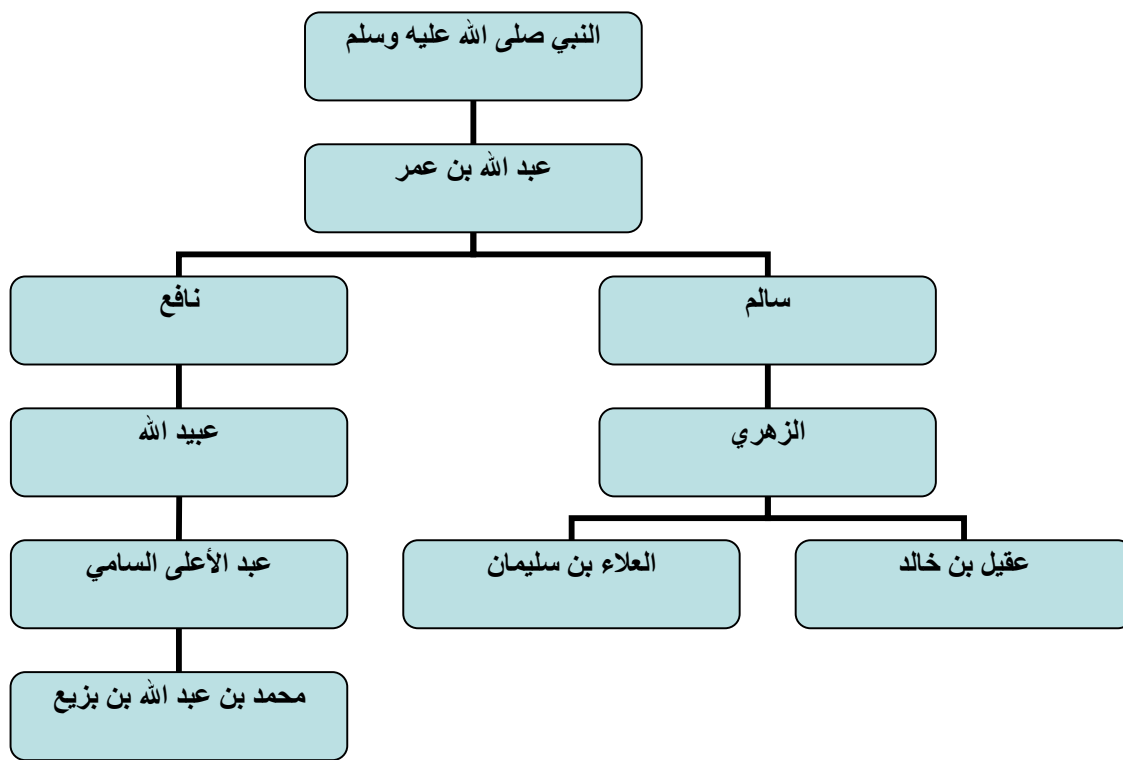 النبي صلى الله عليه وسلم
عبد الله بن عمر
سالم
نافع
الزهري
عبيد الله
عقيل بن خالد
العلاء بن سليمان
عبد الأعلى السامي
محمد بن عبد الله بن بزيع